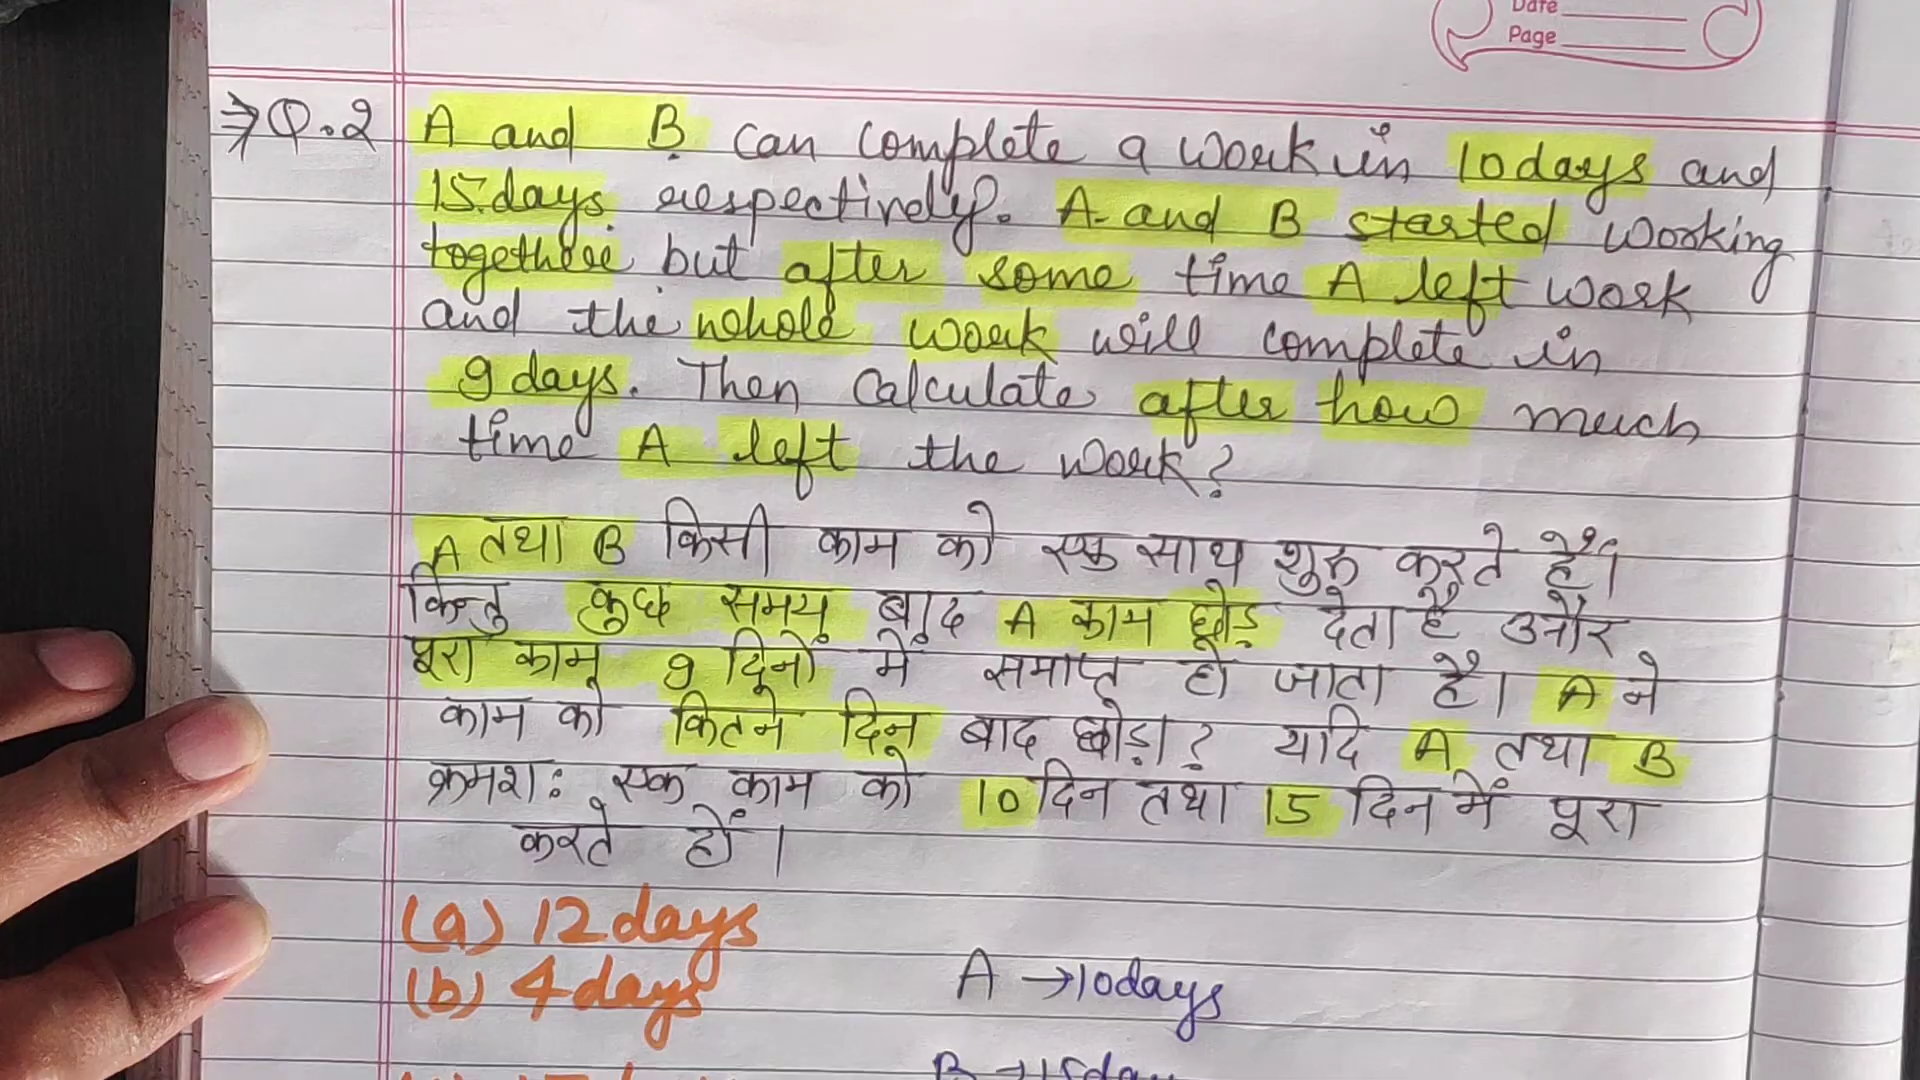 Date
Page
⇒ Q.2 A and B can complete a work in 10 days and
15 days respectively. A and B started working
together but after some time A left work
and the whole work will complete in
9 days. Then calculate after how much
time A left the work?
A तथा B किसी काम को एक साथ शुरू करते हैं।
किन्तु कुछ समय बाद A काम छोड़ देता है और
पूरा काम 9 दिनों में समाप्त हो जाता है। A ने
काम को कितने दिन बाद छोड़ा? यदि A तथा B
क्रमश: एक काम को 10 दिन तथा 15 दिन में पूरा
करते हों।
(a) 12 days
(b) 4 days
A → 10 days
B → 15 day